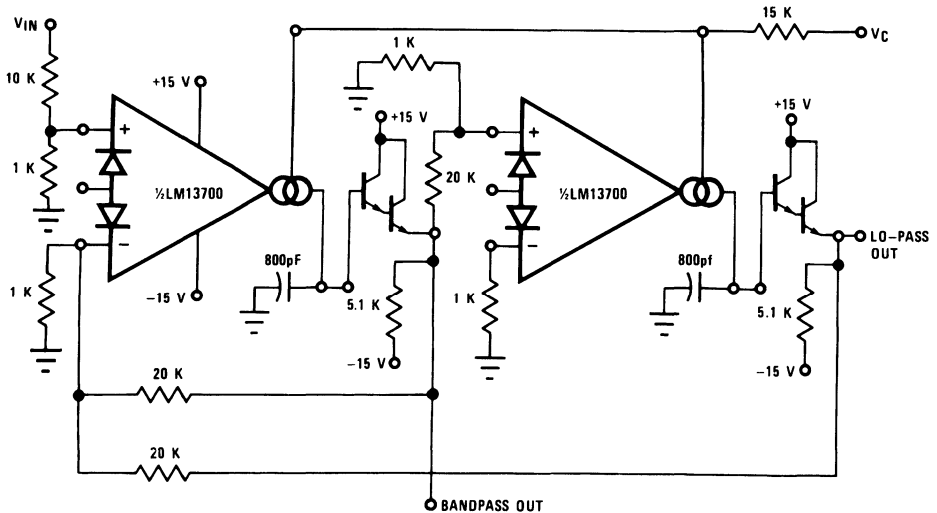 VIN
10 K
1 K
+15 V
+
½LM13700
−
−15 V
1 K
800pF
+15 V
5.1 K
−15 V
1 K
20 K
+
½LM13700
−
1 K
15 K
VC
800pf
+15 V
LO-PASS
OUT
5.1 K
−15 V
20 K
20 K
BANDPASS OUT